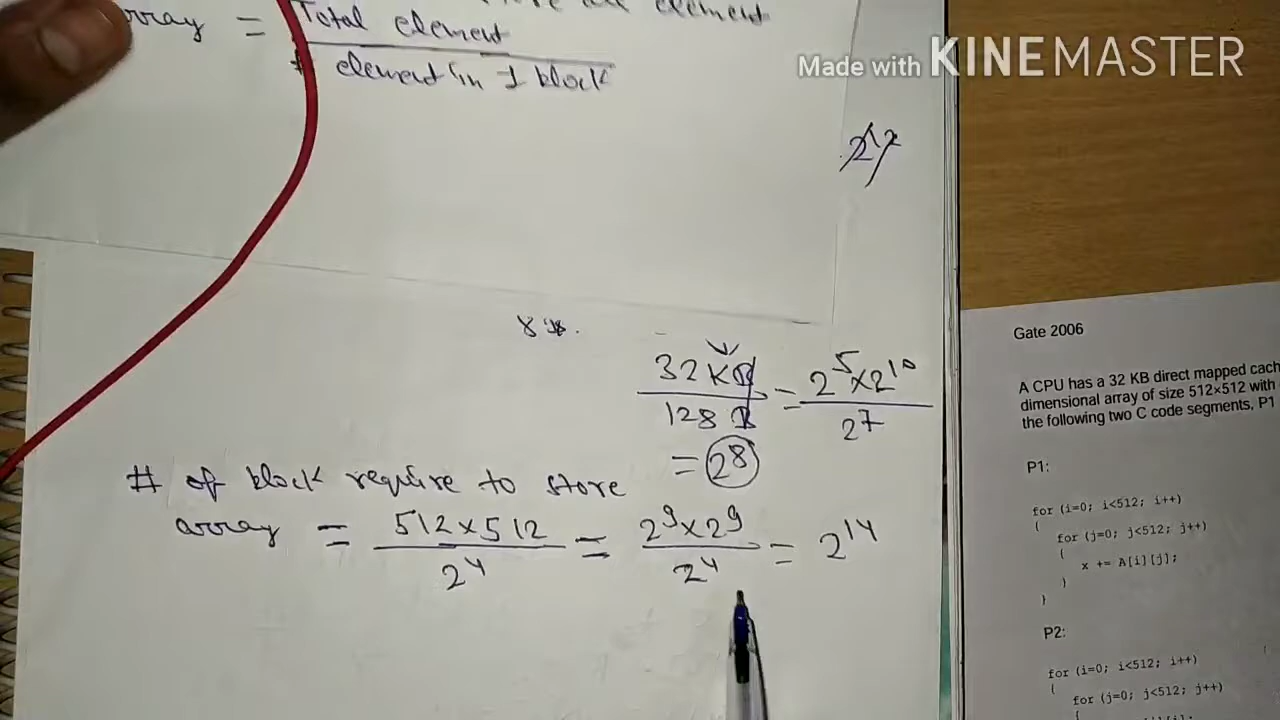 element
array = Total element
element in 1 block
Made with KINEMASTER
32 KB / 128 B = 2^5 x 2^10 / 2^7
= 2^8
# of block require to store
array = 512 x 512 / 2^4 = 2^9 x 2^9 / 2^4 = 2^14
Gate 2006
A CPU has a 32 KB direct mapped cach
dimensional array of size 512×512 with
the following two C code segments, P1
P1:
for (i=0; i<512; i++)
{
for (j=0; j<512; j++)
{
x += A[i][j];
}
}
P2:
for (i=0; i<512; i++)
{
for (j=0; j<512; j++)
{